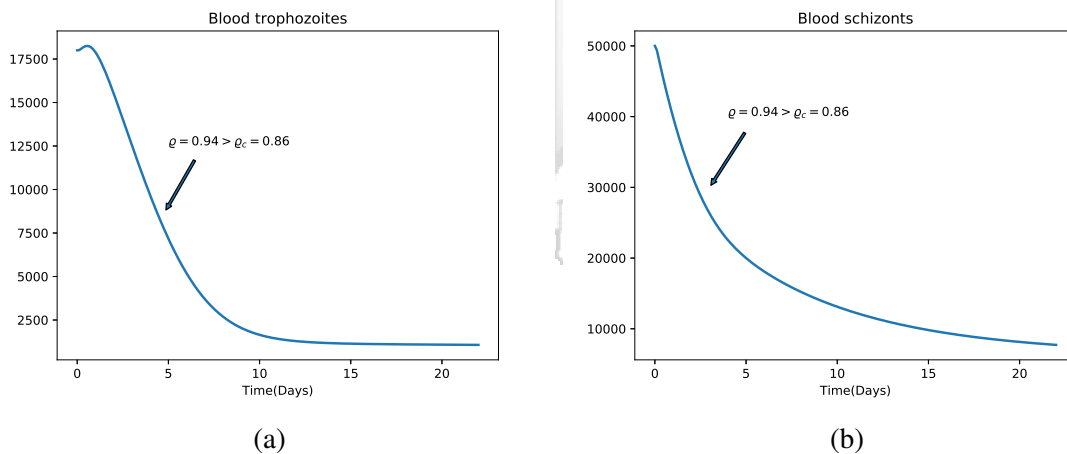 Blood trophozoites
17500
15000
12500
10000
7500
5000
2500
ϱ = 0.94 > ϱc = 0.86
0 5 10 15 20
Time(Days)
(a)
Blood schizonts
50000
40000
30000
20000
10000
ϱ = 0.94 > ϱc = 0.86
0 5 10 15 20
Time(Days)
(b)